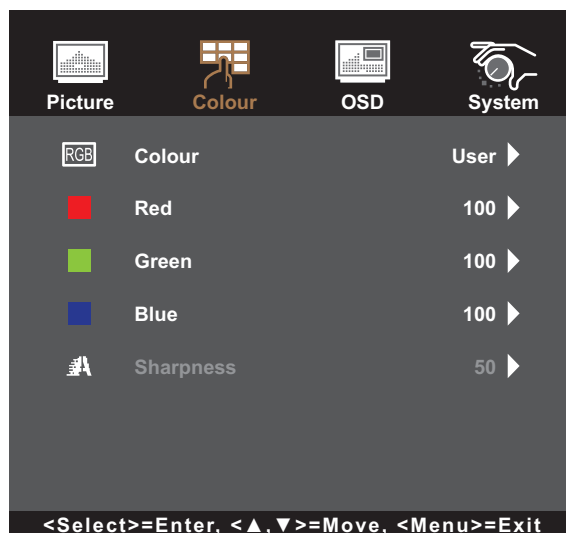 Picture Colour OSD System
RGB Colour User
Red 100
Green 100
Blue 100
A Sharpness 50
<Select>=Enter, <▲,▼>=Move, <Menu>=Exit